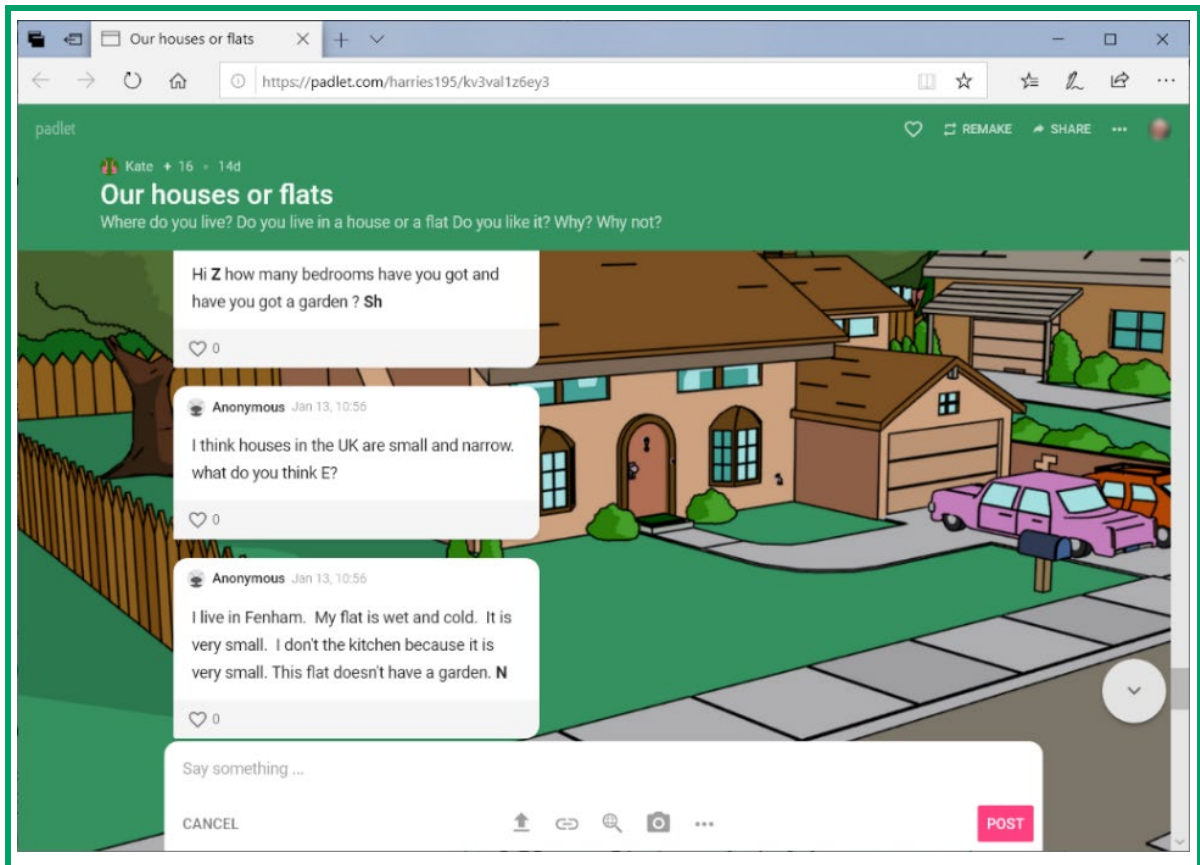 Our houses or flats
https://padlet.com/harries195/kv3val1z6ey3
padlet
REMAKE
SHARE
Kate + 16 • 14d
Our houses or flats
Where do you live? Do you live in a house or a flat Do you like it? Why? Why not?
Hi Z how many bedrooms have you got and
have you got a garden ? Sh
0
Anonymous Jan 13, 10:56
I think houses in the UK are small and narrow.
what do you think E?
0
Anonymous Jan 13, 10:56
I live in Fenham. My flat is wet and cold. It is
very small. I don't the kitchen because it is
very small. This flat doesn't have a garden. N
0
Say something ...
CANCEL
POST